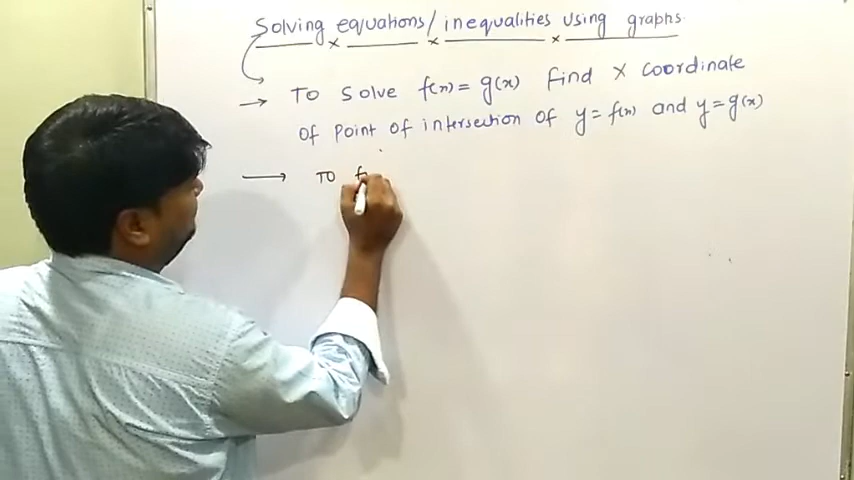 Solving equations/inequalities using graphs
→ TO solve f(x) = g(x) find x coordinate
of point of intersection of y = f(x) and y = g(x)
→ TO f